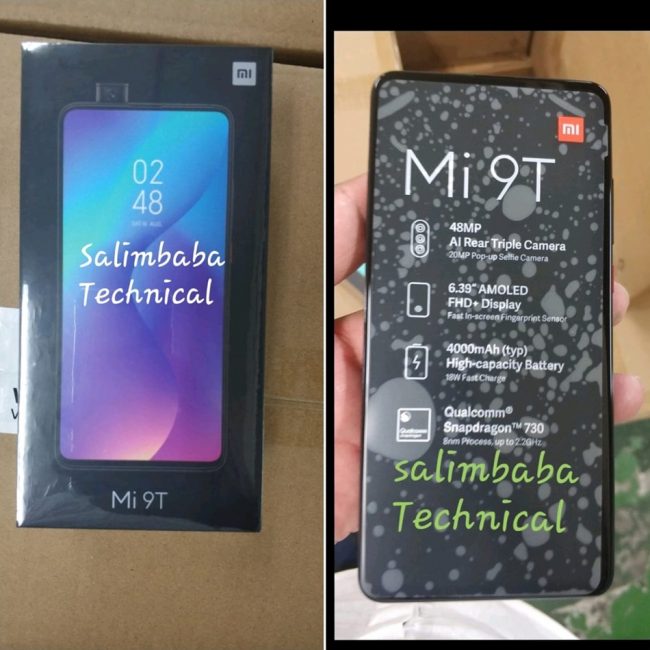 02
48
Salimbaba
Technical
Mi 9T
Mi 9T
48MP
AI Rear Triple Camera
20MP Pop-up Selfie Camera
6.39" AMOLED
FHD+ Display
Fast In-screen Fingerprint Sensor
4000mAh (typ)
High-capacity Battery
18W Fast Charge
Qualcomm®
Snapdragon™ 730
8nm Process, up to 2.2GHz
salimbaba
Technical